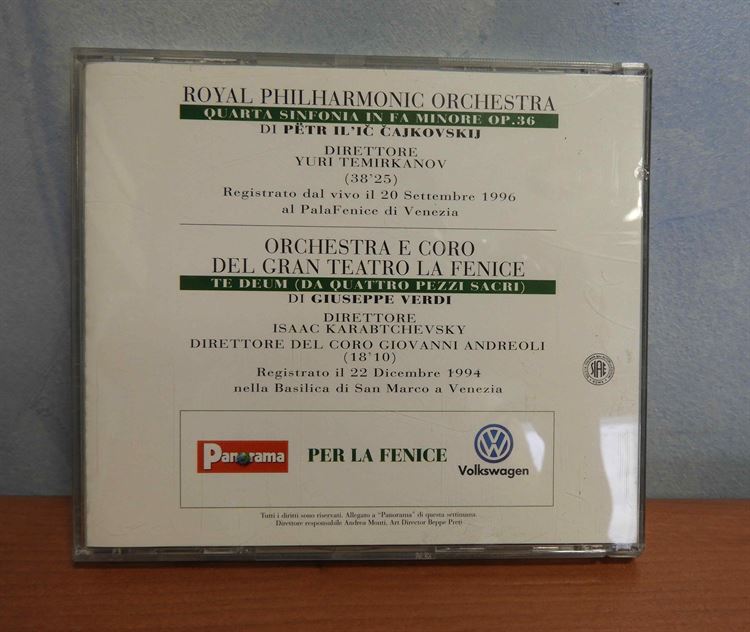 ROYAL PHILHARMONIC ORCHESTRA
QUARTA SINFONIA IN FA MINORE OP.36
DI PËTR IL'IČ ČAJKOVSKIJ
DIRETTORE
YURI TEMIRKANOV
(38'25)
Registrato dal vivo il 20 Settembre 1996
al PalaFenice di Venezia
ORCHESTRA E CORO
DEL GRAN TEATRO LA FENICE
TE DEUM (DA QUATTRO PEZZI SACRI)
DI GIUSEPPE VERDI
DIRETTORE
ISAAC KARABTCHEVSKY
DIRETTORE DEL CORO GIOVANNI ANDREOLI
(18'10)
Registrato il 22 Dicembre 1994
nella Basilica di San Marco a Venezia
SIAE
Panorama
PER LA FENICE
Volkswagen
Tutti i diritti sono riservati. Allegato a "Panorama" di questa settimana.
Direttore responsabile Andrea Monti, Art Director Beppe Preti